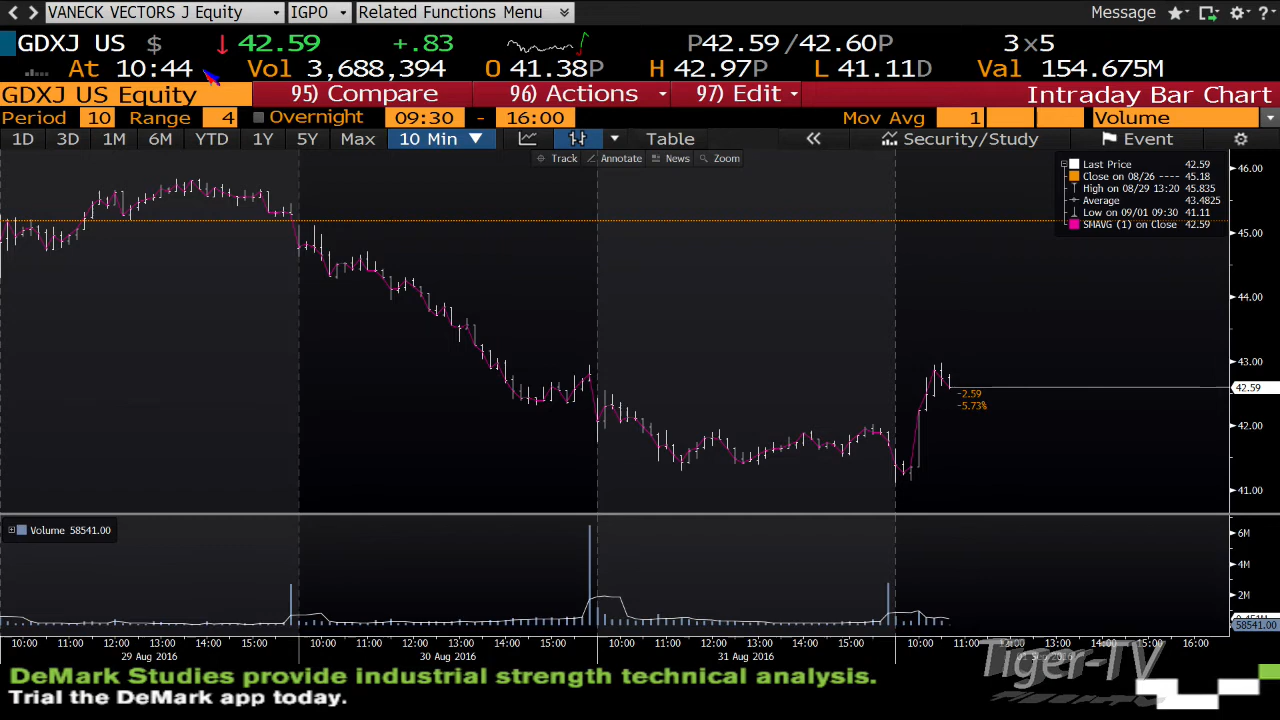 VANECK VECTORS J Equity IGPO Related Functions Menu Message ?
GDXJ US $ 42.59 +.83 P42.59 /42.60P 3×5
At 10:44 Vol 3,688,394 O 41.38P H 42.97P L 41.11D Val 154.675M
GDXJ US Equity 95) Compare 96) Actions 97) Edit Intraday Bar Chart
Period 10 Range 4 Overnight 09:30 - 16:00 Mov Avg 1 Volume
1D 3D 1M 6M YTD 1Y 5Y Max 10 Min Table « Security/Study Event
Track Annotate News Zoom
Last Price 42.59
Close on 08/26 ---- 45.18
High on 08/29 13:20 45.835
Average 43.4825
Low on 09/01 09:30 41.11
SMAVG (1) on Close 42.59
46.00
45.00
44.00
43.00
42.59
-2.59
-5.73%
42.00
41.00
Volume 58541.00
6M
4M
2M
58541.00
10:00 11:00 12:00 13:00 14:00 15:00 10:00 11:00 12:00 13:00 14:00 15:00 10:00 11:00 12:00 13:00 14:00 15:00 10:00 11:00 12:00 13:00 14:00 15:00 16:00
29 Aug 2016 30 Aug 2016 31 Aug 2016 01 Sep 2016
Tiger-TV
DeMark Studies provide industrial strength technical analysis.
Trial the DeMark app today.